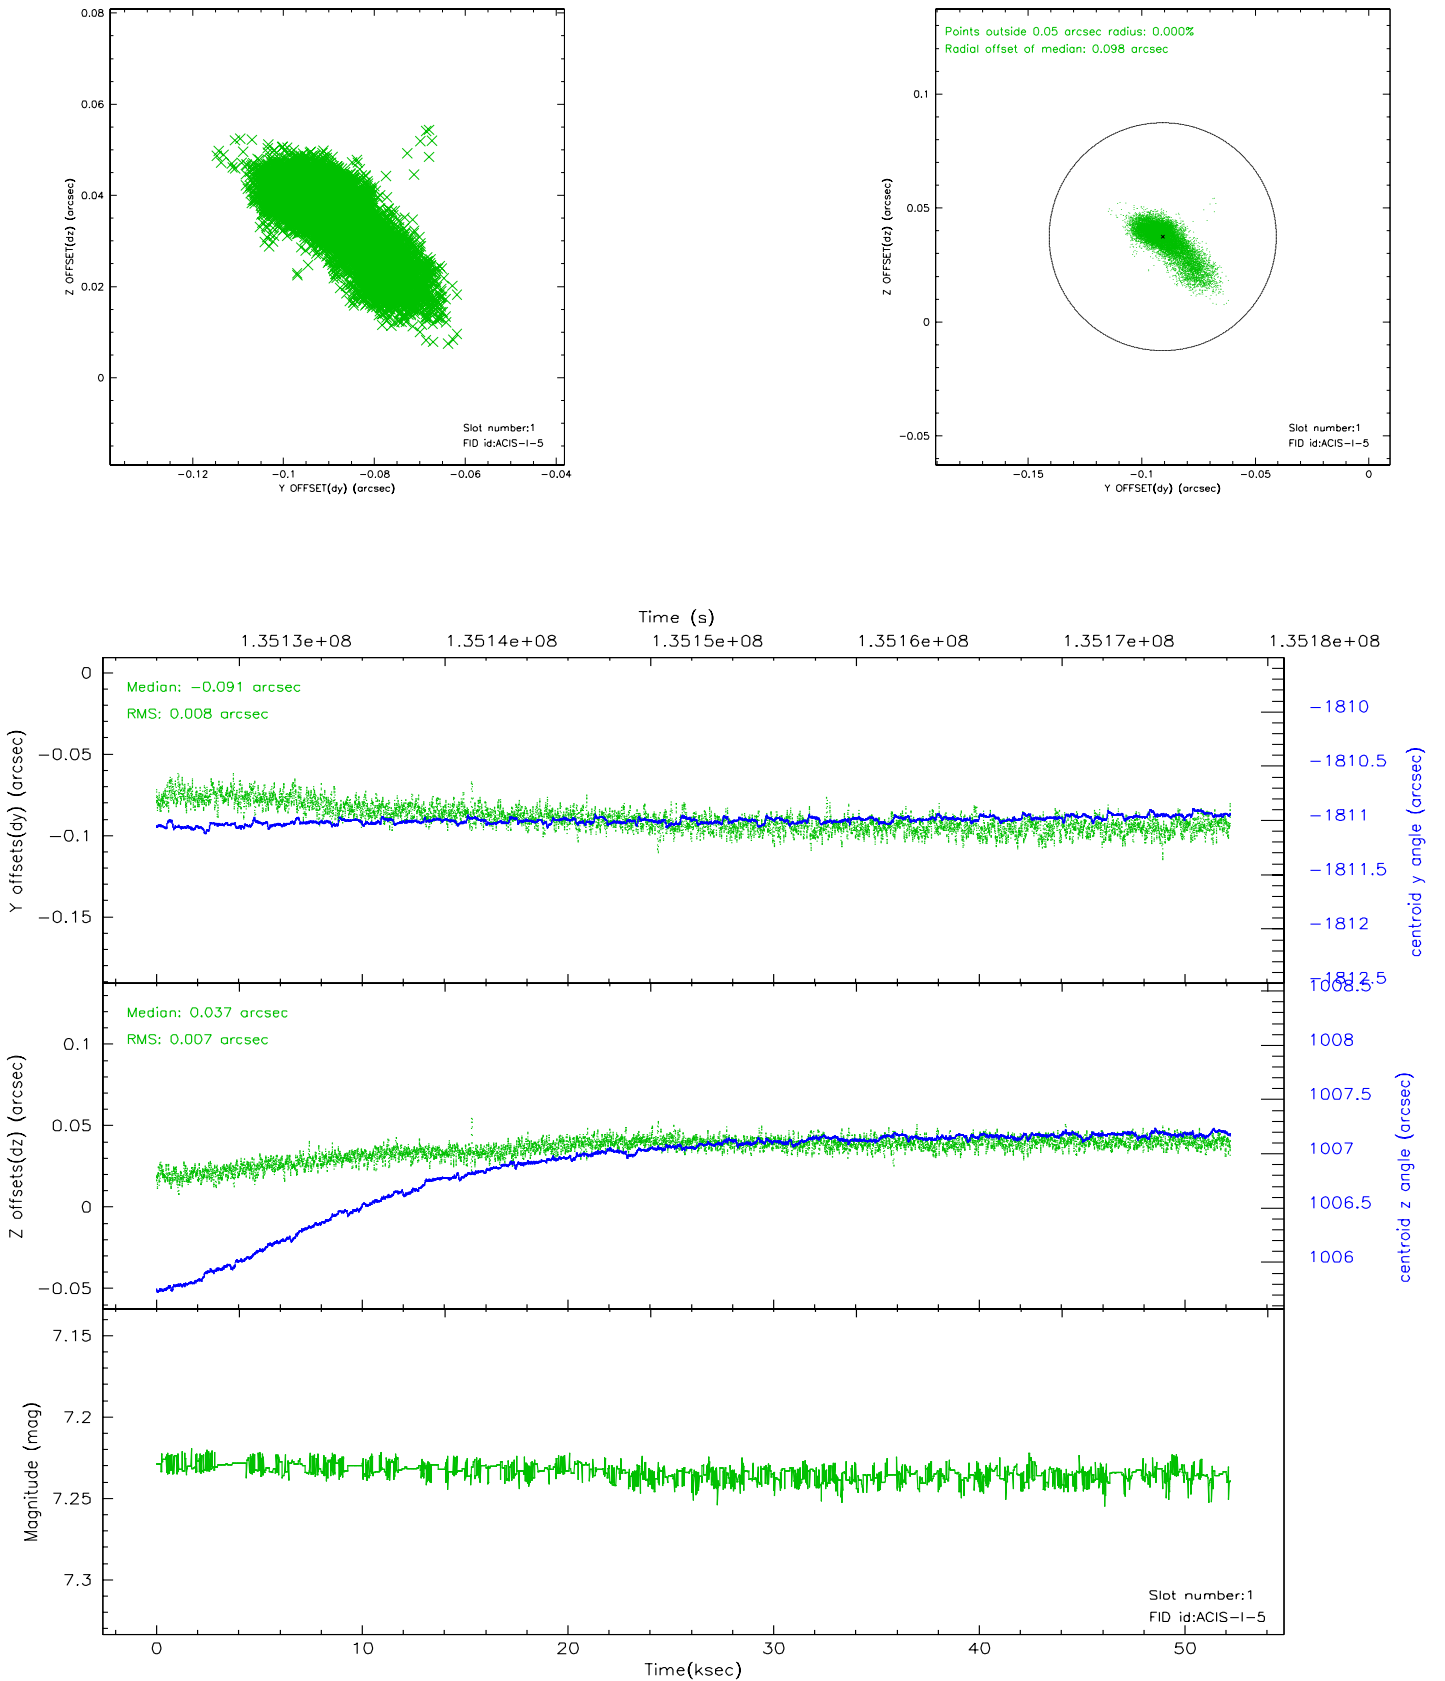 0.08
0.06
0.04
0.02
0
Z OFFSET(dz) (arcsec)
Slot number:1
FID id:ACIS-I-5
-0.12
-0.1
-0.08
-0.06
-0.04
Y OFFSET(dy) (arcsec)
Points outside 0.05 arcsec radius: 0.000%
Radial offset of median: 0.098 arcsec
0.1
0.05
0
-0.05
Z OFFSET(dz) (arcsec)
Slot number:1
FID id:ACIS-I-5
-0.15
-0.1
-0.05
0
Y OFFSET(dy) (arcsec)
Time (s)
1.3513e+08
1.3514e+08
1.3515e+08
1.3516e+08
1.3517e+08
1.3518e+08
Median: -0.091 arcsec
RMS: 0.008 arcsec
0
-0.05
-0.1
-0.15
Y offsets(dy) (arcsec)
-1810
-1810.5
-1811
-1811.5
-1812
-1812.5
centroid y angle (arcsec)
Median: 0.037 arcsec
RMS: 0.007 arcsec
0.1
0.05
0
-0.05
Z offsets(dz) (arcsec)
1008.5
1008
1007.5
1007
1006.5
1006
centroid z angle (arcsec)
7.15
7.2
7.25
7.3
Magnitude (mag)
Slot number:1
FID id:ACIS-I-5
0
10
20
30
40
50
Time(ksec)